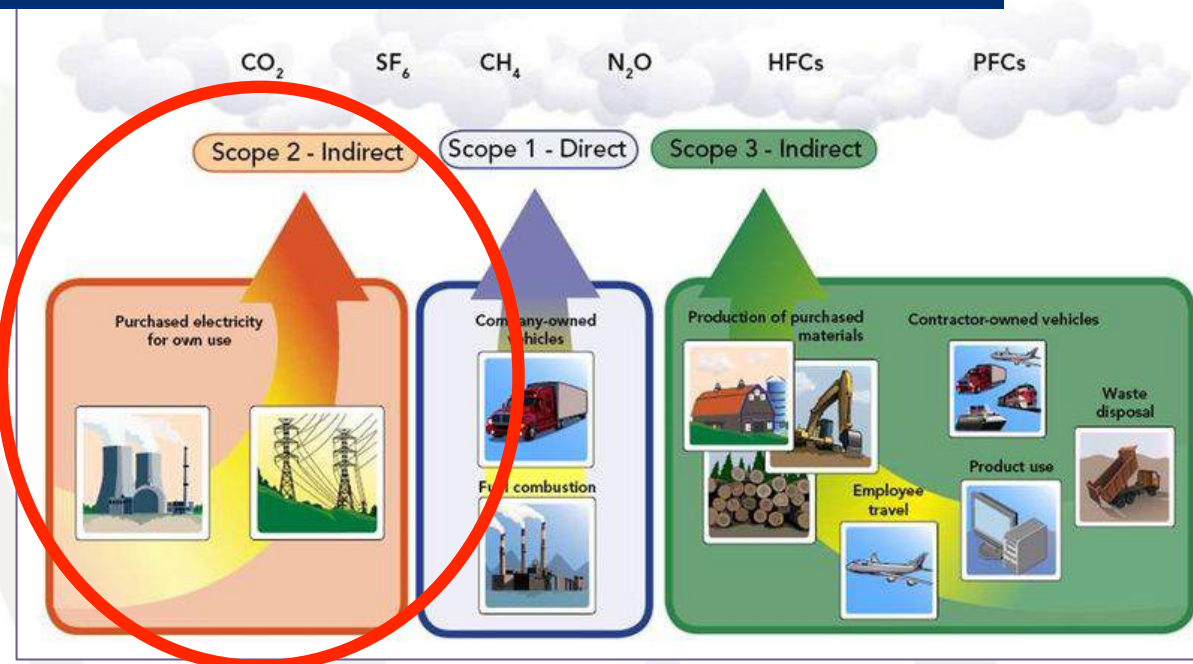 CO₂ SF₆ CH₄ N₂O HFCs PFCs
Scope 2 - Indirect
Scope 1 - Direct
Scope 3 - Indirect
Purchased electricity
for own use
Company-owned
vehicles
Fuel combustion
Production of purchased
materials
Contractor-owned vehicles
Waste
disposal
Product use
Employee
travel